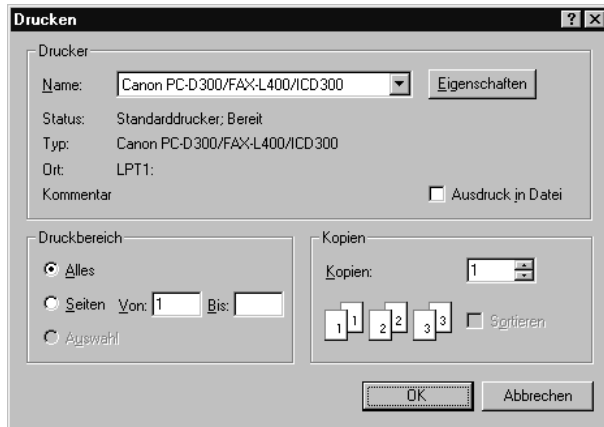 Drucken
Drucker
Name: Canon PC-D300/FAX-L400/ICD300 Eigenschaften
Status: Standarddrucker; Bereit
Typ: Canon PC-D300/FAX-L400/ICD300
Ort: LPT1:
Kommentar Ausdruck in Datei
Druckbereich
Alles
Seiten Von: 1 Bis:
Auswahl
Kopien
Kopien: 1
1 1 2 2 3 3 Sortieren
OK Abbrechen